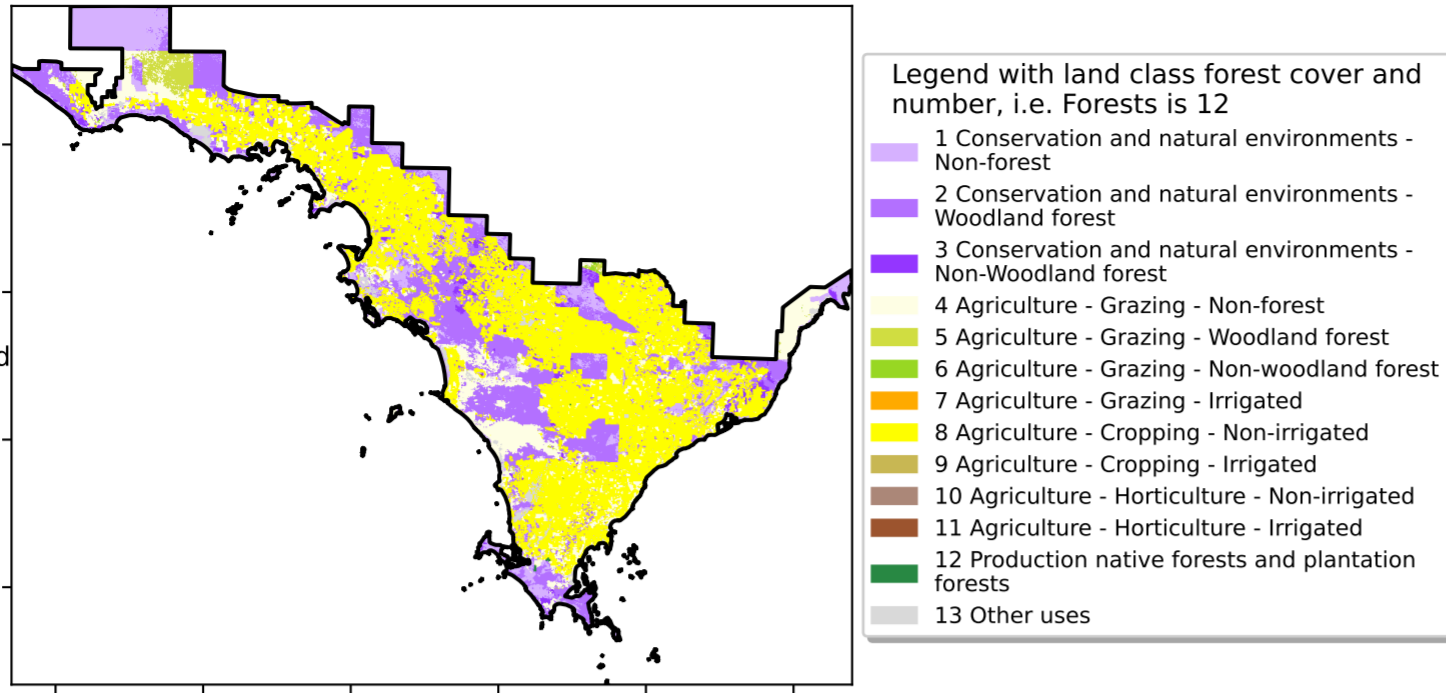 Legend with land class forest cover and
number, i.e. Forests is 12
1 Conservation and natural environments -
Non-forest
2 Conservation and natural environments -
Woodland forest
3 Conservation and natural environments -
Non-Woodland forest
4 Agriculture - Grazing - Non-forest
d
5 Agriculture - Grazing - Woodland forest
6 Agriculture - Grazing - Non-woodland forest
7 Agriculture - Grazing - Irrigated
8 Agriculture - Cropping - Non-irrigated
9 Agriculture - Cropping - Irrigated
10 Agriculture - Horticulture - Non-irrigated
11 Agriculture - Horticulture - Irrigated
12 Production native forests and plantation
forests
13 Other uses